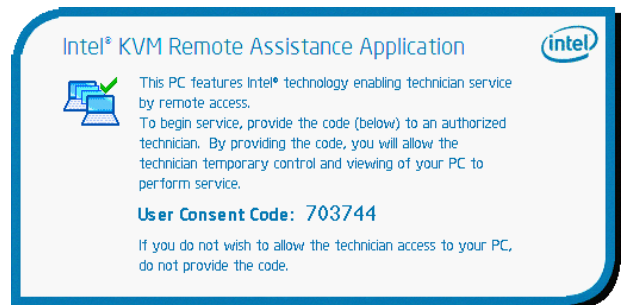 Intel® KVM Remote Assistance Application
intel
This PC features Intel® technology enabling technician service
by remote access.
To begin service, provide the code (below) to an authorized
technician. By providing the code, you will allow the
technician temporary control and viewing of your PC to
perform service.
User Consent Code: 703744
If you do not wish to allow the technician access to your PC,
do not provide the code.